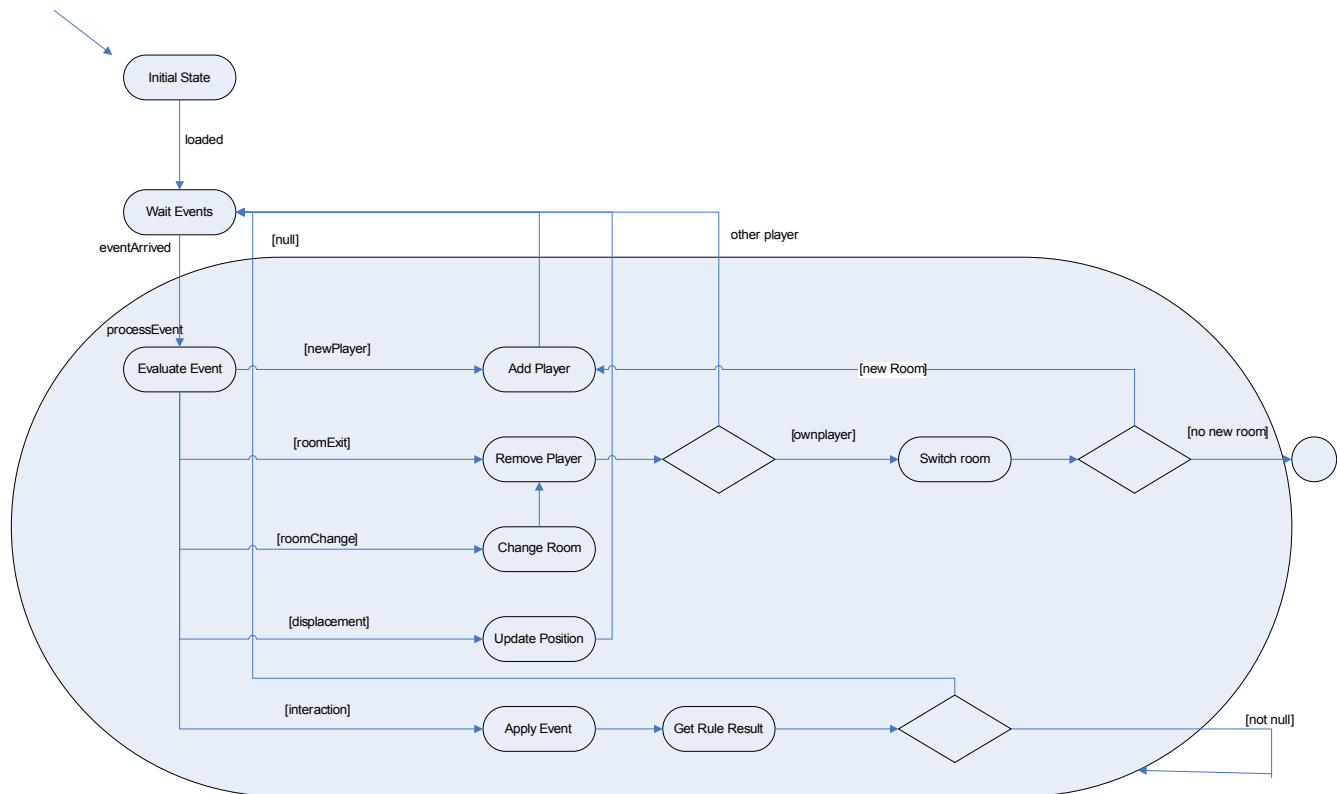 Initial State
loaded
Wait Events
eventArrived
[null]
other player
processEvent
Evaluate Event
[newPlayer]
Add Player
[new Room]
[roomExit]
Remove Player
[ownplayer]
Switch room
[no new room]
[roomChange]
Change Room
[displacement]
Update Position
[interaction]
Apply Event
Get Rule Result
[not null]